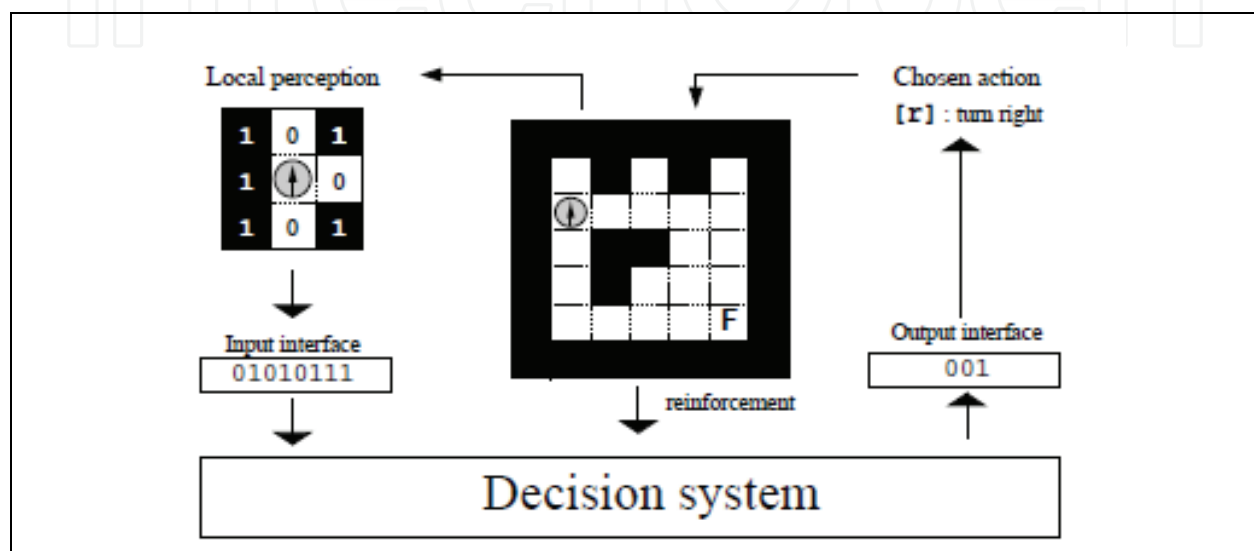 Local perception
Chosen action
[r] : turn right
1 0 1
1 0
1 0 1
F
Input interface
01010111
Output interface
001
reinforcement
Decision system